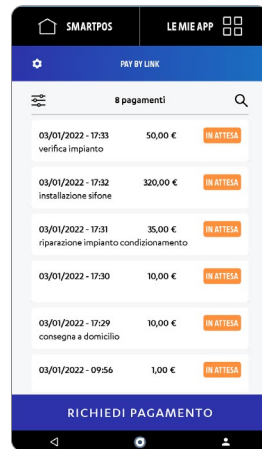 SMARTPOS LE MIE APP
PAY BY LINK
8 pagamenti
03/01/2022 - 17:33 50,00 € IN ATTESA
verifica impianto
03/01/2022 - 17:32 320,00 € IN ATTESA
installazione sifone
03/01/2022 - 17:31 35,00 € IN ATTESA
riparazione impianto condizionamento
03/01/2022 - 17:30 10,00 € IN ATTESA
03/01/2022 - 17:29 10,00 € IN ATTESA
consegna a domicilio
03/01/2022 - 09:56 1,00 € IN ATTESA
RICHIEDI PAGAMENTO